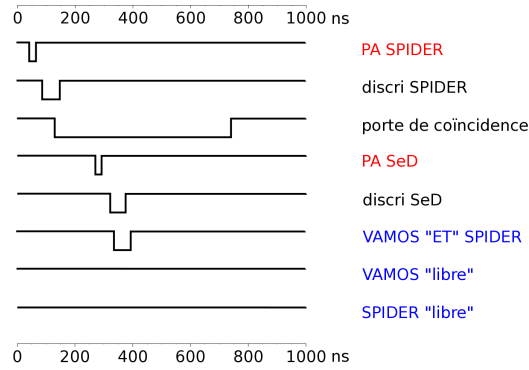 0 200 400 600 800 1000 ns
PA SPIDER
discri SPIDER
porte de coïncidence
PA SeD
discri SeD
VAMOS "ET" SPIDER
VAMOS "libre"
SPIDER "libre"
0 200 400 600 800 1000 ns